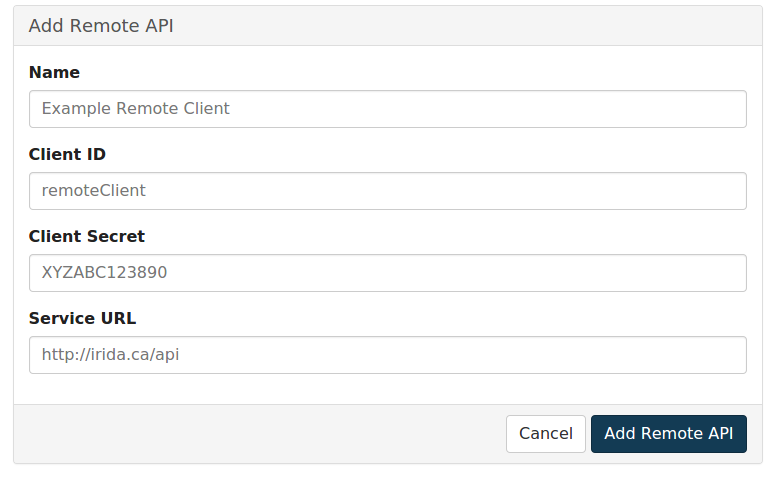 Add Remote API
Name
Example Remote Client
Client ID
remoteClient
Client Secret
XYZABC123890
Service URL
http://irida.ca/api
Cancel
Add Remote API